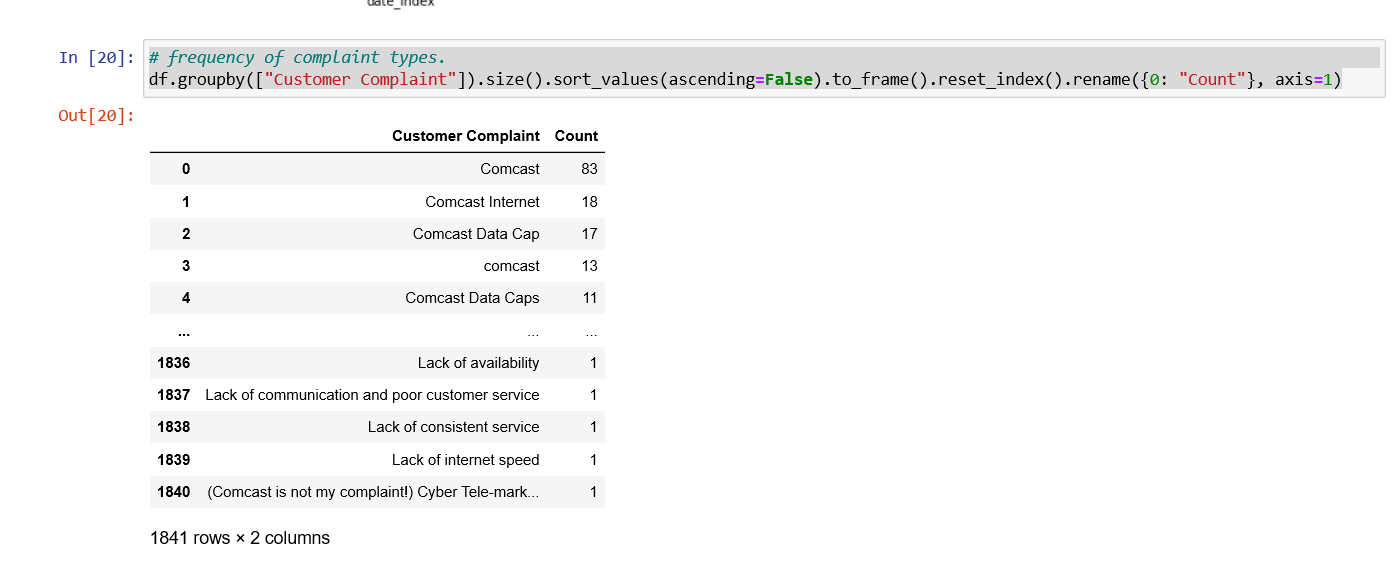 date_index
In [20]: # frequency of complaint types.
df.groupby(["Customer Complaint"]).size().sort_values(ascending=False).to_frame().reset_index().rename({0: "Count"}, axis=1)
Out[20]:
Customer Complaint Count
0 Comcast 83
1 Comcast Internet 18
2 Comcast Data Cap 17
3 comcast 13
4 Comcast Data Caps 11
... ... ...
1836 Lack of availability 1
1837 Lack of communication and poor customer service 1
1838 Lack of consistent service 1
1839 Lack of internet speed 1
1840 (Comcast is not my complaint!) Cyber Tele-mark... 1
1841 rows × 2 columns